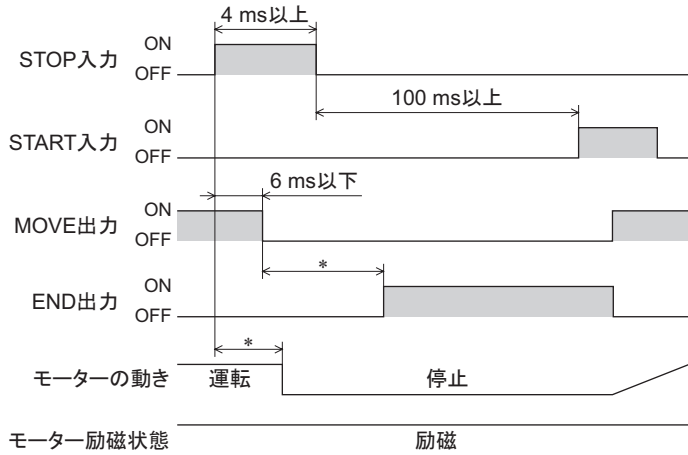 4 ms以上
STOP入力
ON
OFF
100 ms以上
START入力
ON
OFF
6 ms以下
MOVE出力
ON
OFF
*
END出力
ON
OFF
*
モーターの動き
運転
停止
モーター励磁状態
励磁